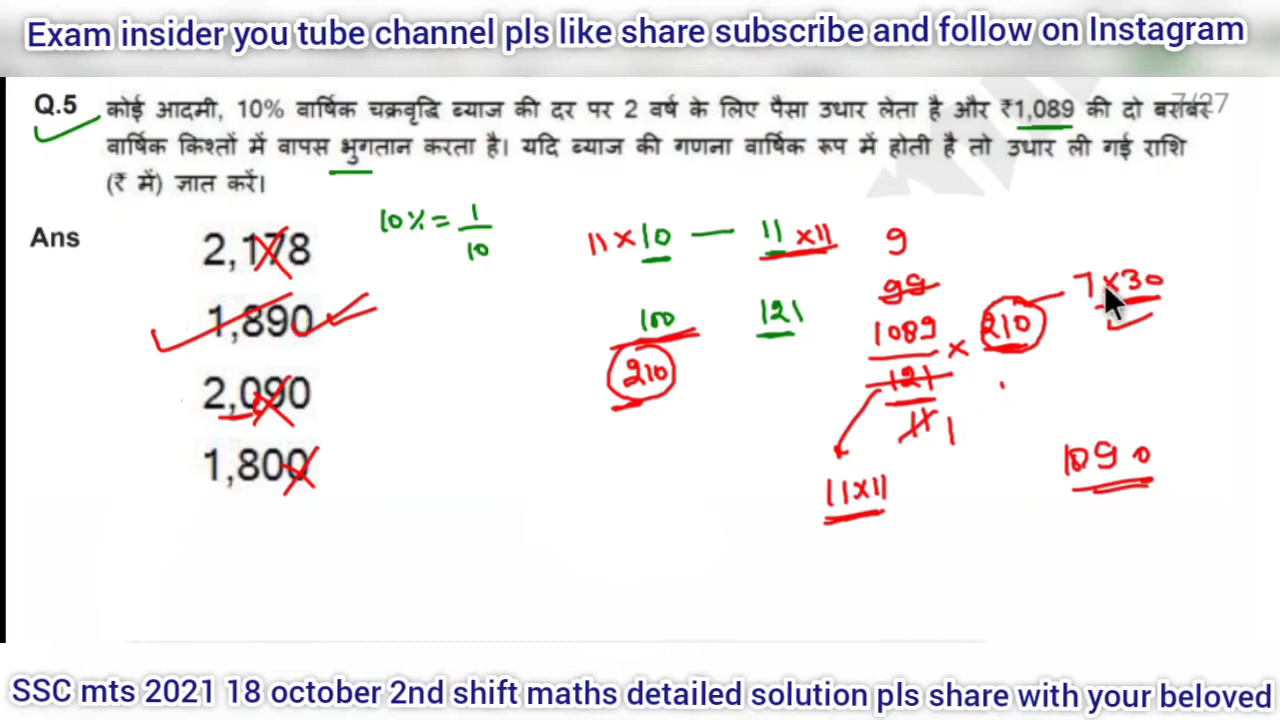 Exam insider you tube channel pls like share subscribe and follow on Instagram
7/27
Q.5 कोई आदमी, 10% वार्षिक चक्रवृद्धि ब्याज की दर पर 2 वर्ष के लिए पैसा उधार लेता है और ₹1,089 की दो बराबर
वार्षिक किश्तों में वापस भुगतान करता है। यदि ब्याज की गणना वार्षिक रूप में होती है तो उधार ली गई राशि
(₹ में) ज्ञात करें।
Ans
2,178
1,890
2,090
1,800
10% = 1/10
11 × 10 — 11 × 11
100 121
210
9
99
1089
121
11 1
× 210
7 × 30
11×11
1090
SSC mts 2021 18 october 2nd shift maths detailed solution pls share with your beloved